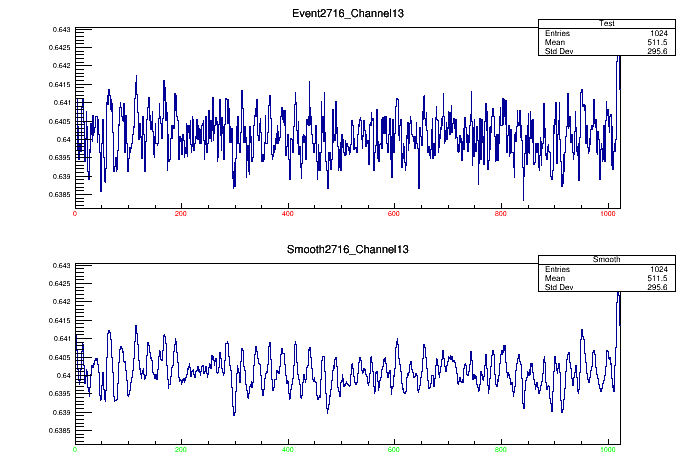 Event2716_Channel13
Test
Entries 1024
Mean 511.5
Std Dev 295.6
0.643
0.6425
0.642
0.6415
0.641
0.6405
0.64
0.6395
0.639
0.6385
0 200 400 600 800 1000
Smooth2716_Channel13
Smooth
Entries 1024
Mean 511.5
Std Dev 295.6
0.643
0.6425
0.642
0.6415
0.641
0.6405
0.64
0.6395
0.639
0.6385
0 200 400 600 800 1000